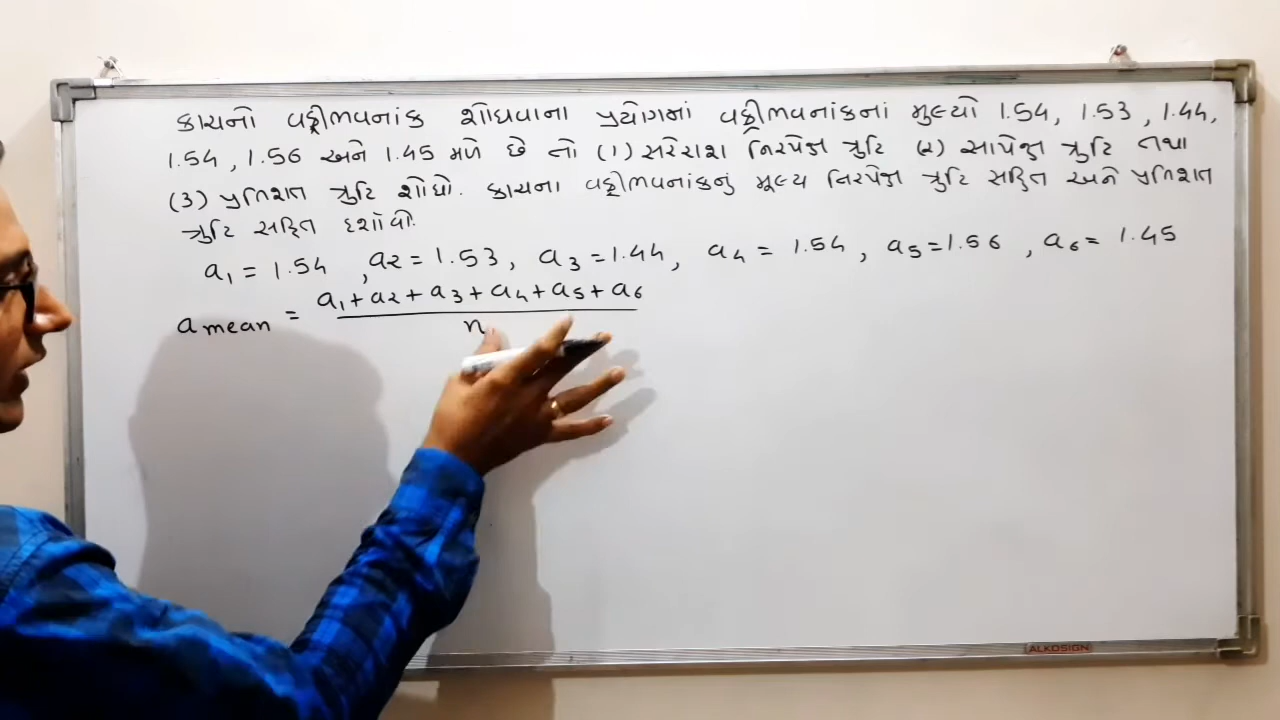 કાચનો વક્રીભવનાંક શોધવાના પ્રયોગમાં વક્રીભવનાંકનાં મુલ્યો 1.54, 1.53, 1.44,
1.54, 1.56 અને 1.45 મળે છે તો (1) સરેરાશ નિરપેક્ષ ત્રુટિ (૨) સાપેક્ષ ત્રુટિ તથા
(3) પ્રતિશત ત્રુટિ શોધો. કાચના વક્રીભવનાંકનું મૂલ્ય નિરપેક્ષ ત્રુટિ સહિત અને પ્રતિશત
ત્રુટિ સહિત દર્શાવો.
a₁ = 1.54 , a2 = 1.53, a₃ = 1.44, a₄ = 1.54, a₅ = 1.56, a₆ = 1.45
a mean = a₁ + a2 + a₃ + a₄ + a₅ + a₆
n
ALKOSIGN